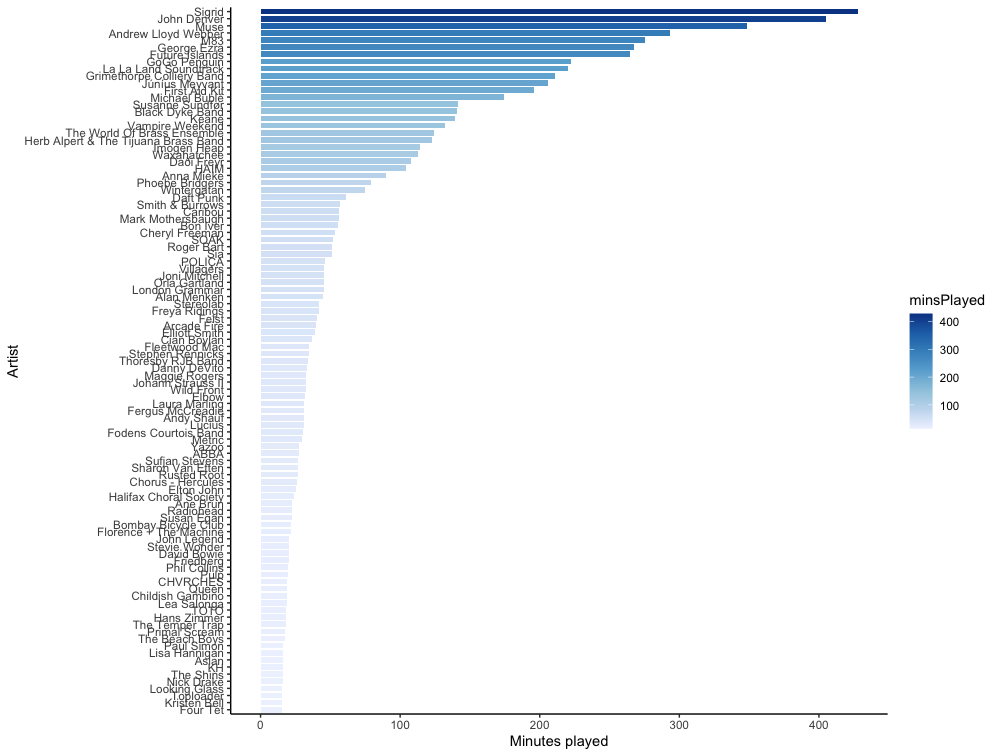 Sigrid
John Denver
Muse
Andrew Lloyd Webber
M83
George Ezra
Future Islands
GoGo Penguin
La La Land Soundtrack
Grimethorpe Colliery Band
Júníus Meyvant
First Aid Kit
Michael Bublé
Susanne Sundfør
Black Dyke Band
Keane
Vampire Weekend
The World Of Brass Ensemble
Herb Alpert & The Tijuana Brass Band
Imogen Heap
Waxahatchee
Daði Freyr
HAIM
Anna Mieke
Phoebe Bridgers
Wintergatan
Daft Punk
Smith & Burrows
Caribou
Mark Mothersbaugh
Bon Iver
Cheryl Freeman
SOAK
Roger Bart
Sia
POLIÇA
Villagers
Joni Mitchell
Orla Gartland
London Grammar
Alan Menken
Stereolab
Freya Ridings
Feist
Arcade Fire
Elliott Smith
Cian Boylan
Fleetwood Mac
Stephen Rennicks
Thoresby RJB Band
Danny DeVito
Maggie Rogers
Johann Strauss II
Wild Front
Elbow
Laura Marling
Fergus McCreadie
Andy Shauf
Lucius
Fodens Courtois Band
Metric
Yazoo
ABBA
Sufjan Stevens
Sharon Van Etten
Rusted Root
Chorus - Hercules
Elton John
Halifax Choral Society
Ane Brun
Radiohead
Susan Egan
Bombay Bicycle Club
Florence + The Machine
John Legend
Stevie Wonder
David Bowie
Friedberg
Phil Collins
Pulp
CHVRCHES
Queen
Childish Gambino
Lea Salonga
TOTO
Hans Zimmer
The Temper Trap
Primal Scream
The Beach Boys
Paul Simon
Lisa Hannigan
Aslan
KH
The Shins
Nick Drake
Looking Glass
Toploader
Kristen Bell
Four Tet
Artist
0 100 200 300 400
Minutes played
minsPlayed
400
300
200
100